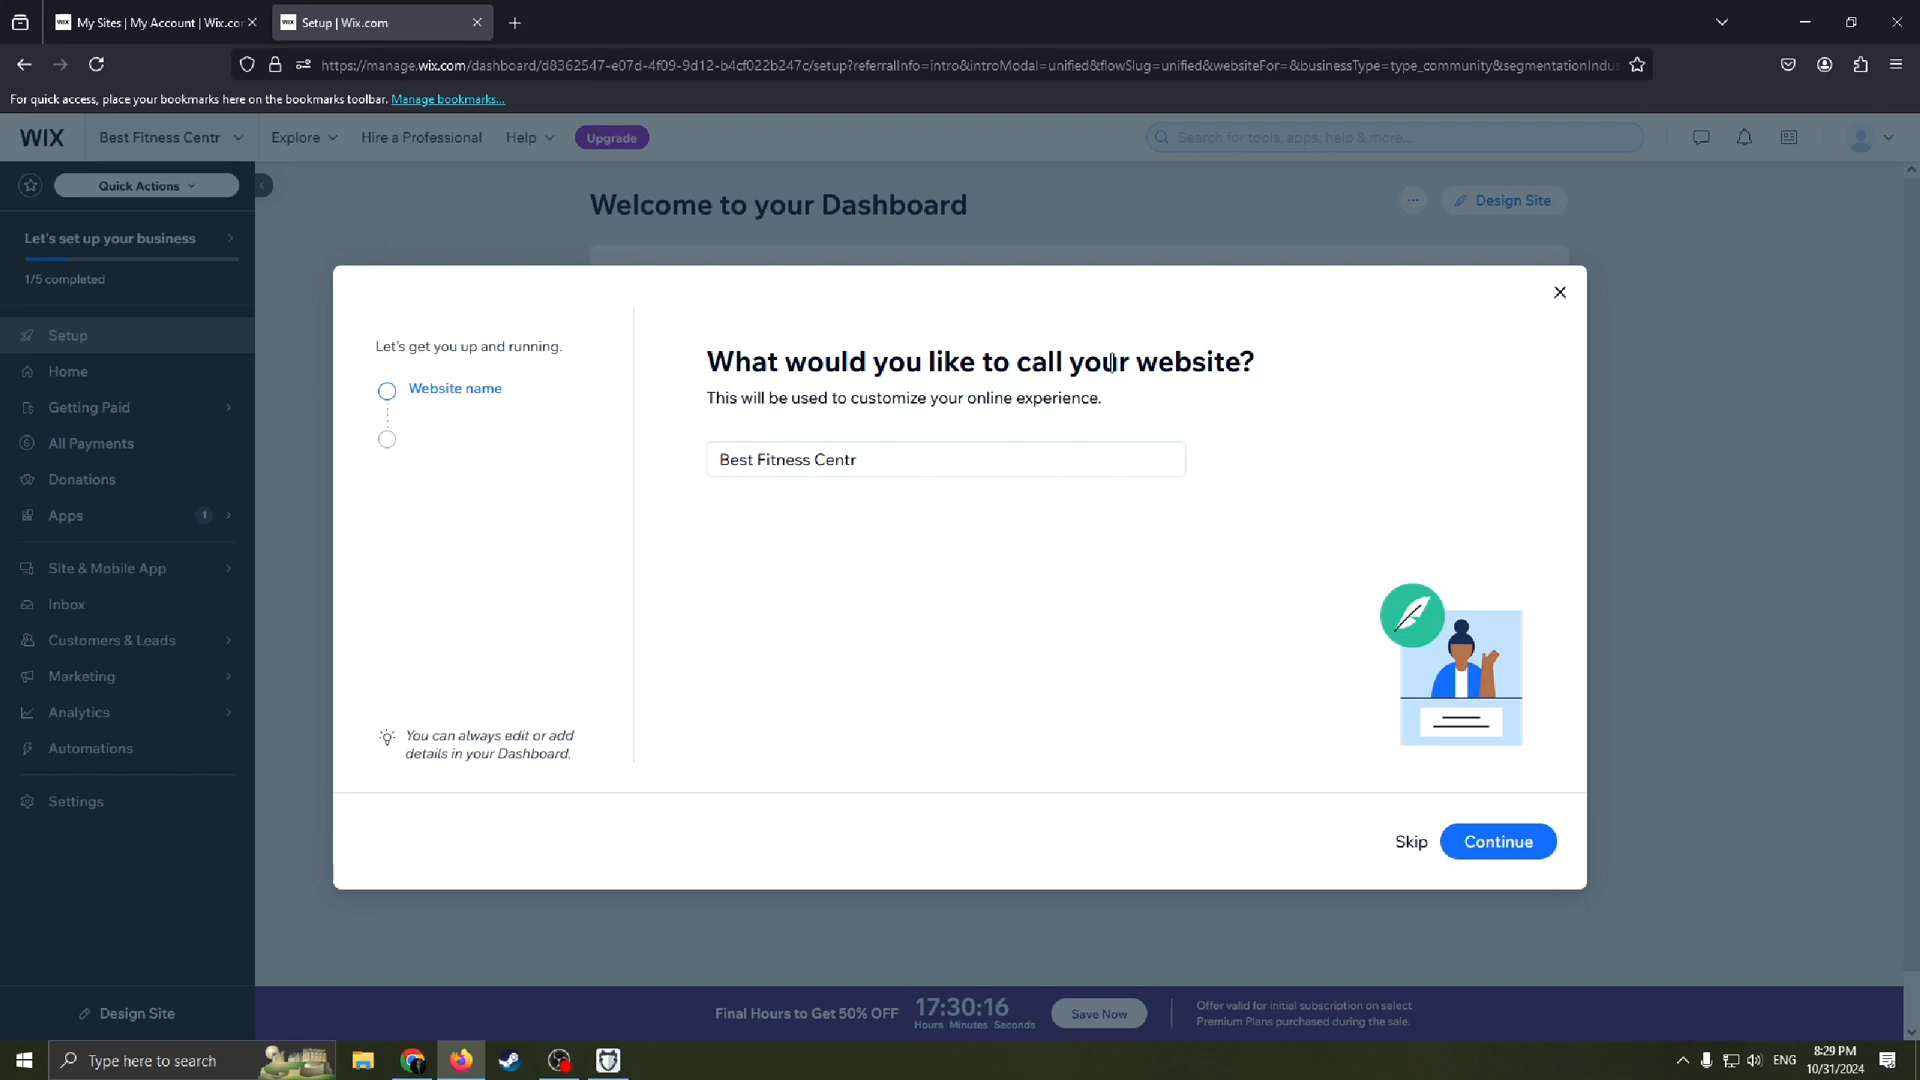 My Sites | My Account | Wix.cor
Setup | Wix.com
https://manage.wix.com/dashboard/d8362547-e07d-4f09-9d12-b4cf022b247c/setup?referralInfo=intro&introModal=unified&flowSlug=unified&websiteFor=&businessType=type_community&segmentationIndus
For quick access, place your bookmarks here on the bookmarks toolbar. Manage bookmarks...
WIX
Best Fitness Centr
Explore
Hire a Professional
Help
Upgrade
Search for tools, apps, help & more...
Quick Actions
Welcome to your Dashboard
Design Site
Let's set up your business
1/5 completed
Setup
Home
Getting Paid
All Payments
Donations
Apps 1
Site & Mobile App
Inbox
Customers & Leads
Marketing
Analytics
Automations
Settings
Design Site
Let's get you up and running.
Website name
You can always edit or add
details in your Dashboard.
What would you like to call your website?
This will be used to customize your online experience.
Best Fitness Centr
Skip
Continue
Final Hours to Get 50% OFF
17:30:16
Hours Minutes Seconds
Save Now
Offer valid for initial subscription on select
Premium Plans purchased during the sale.
Type here to search
ENG
8:29 PM
10/31/2024